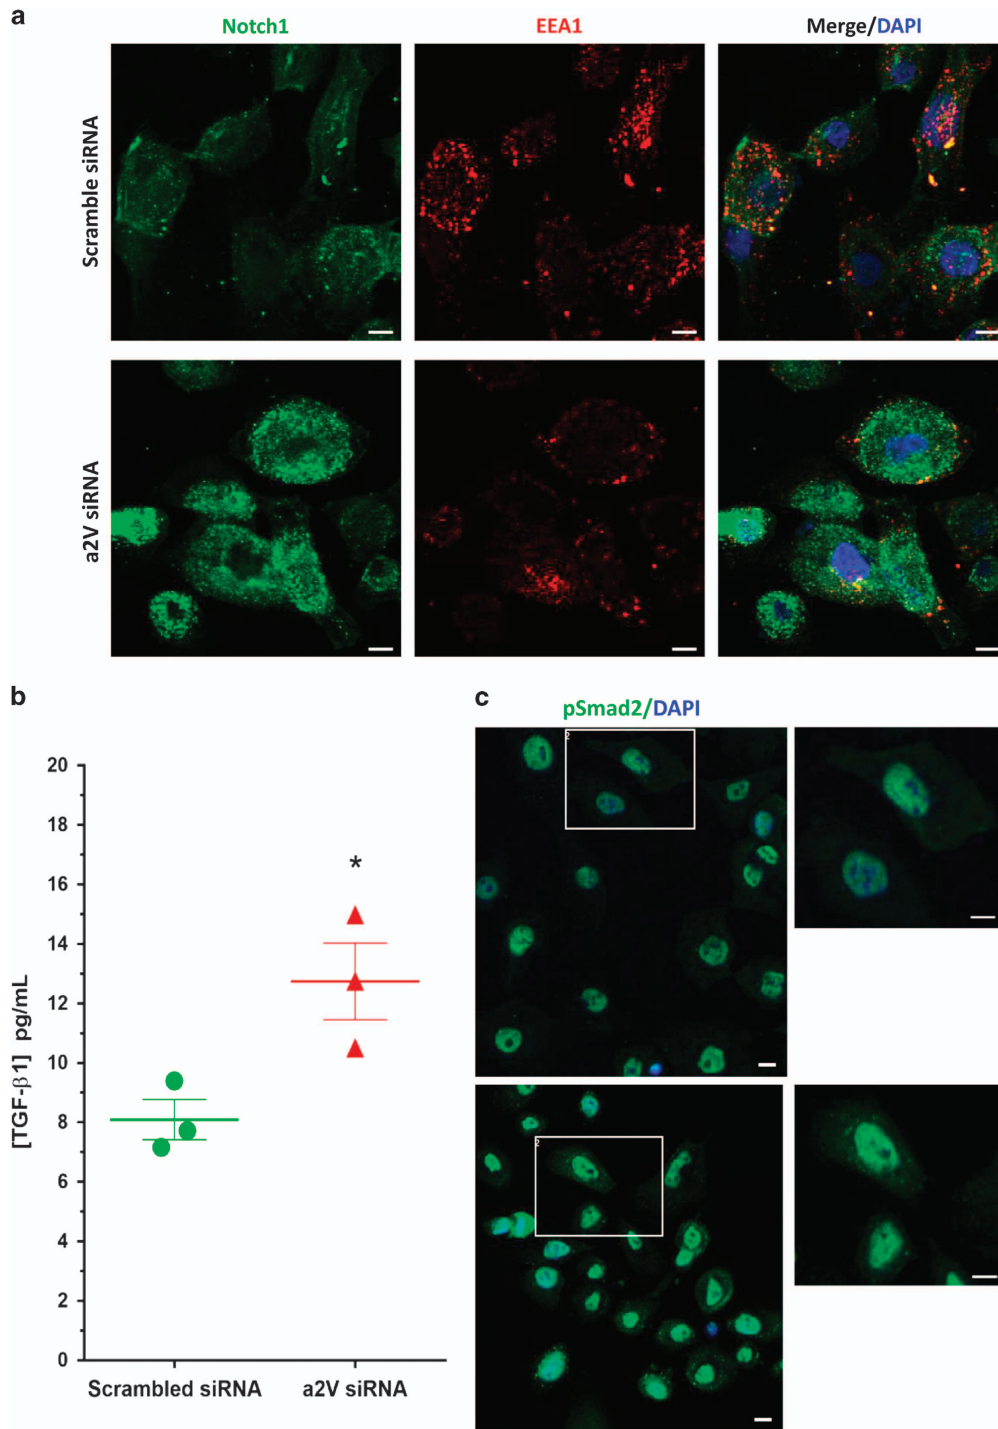 a
Notch1 EEA1 Merge/DAPI
Scramble siRNA
a2V siRNA
b
[TGF-β1] pg/mL
20
18
16
14
12
10
8
6
4
2
0
*
Scrambled siRNA a2V siRNA
c
pSmad2/DAPI
2
2